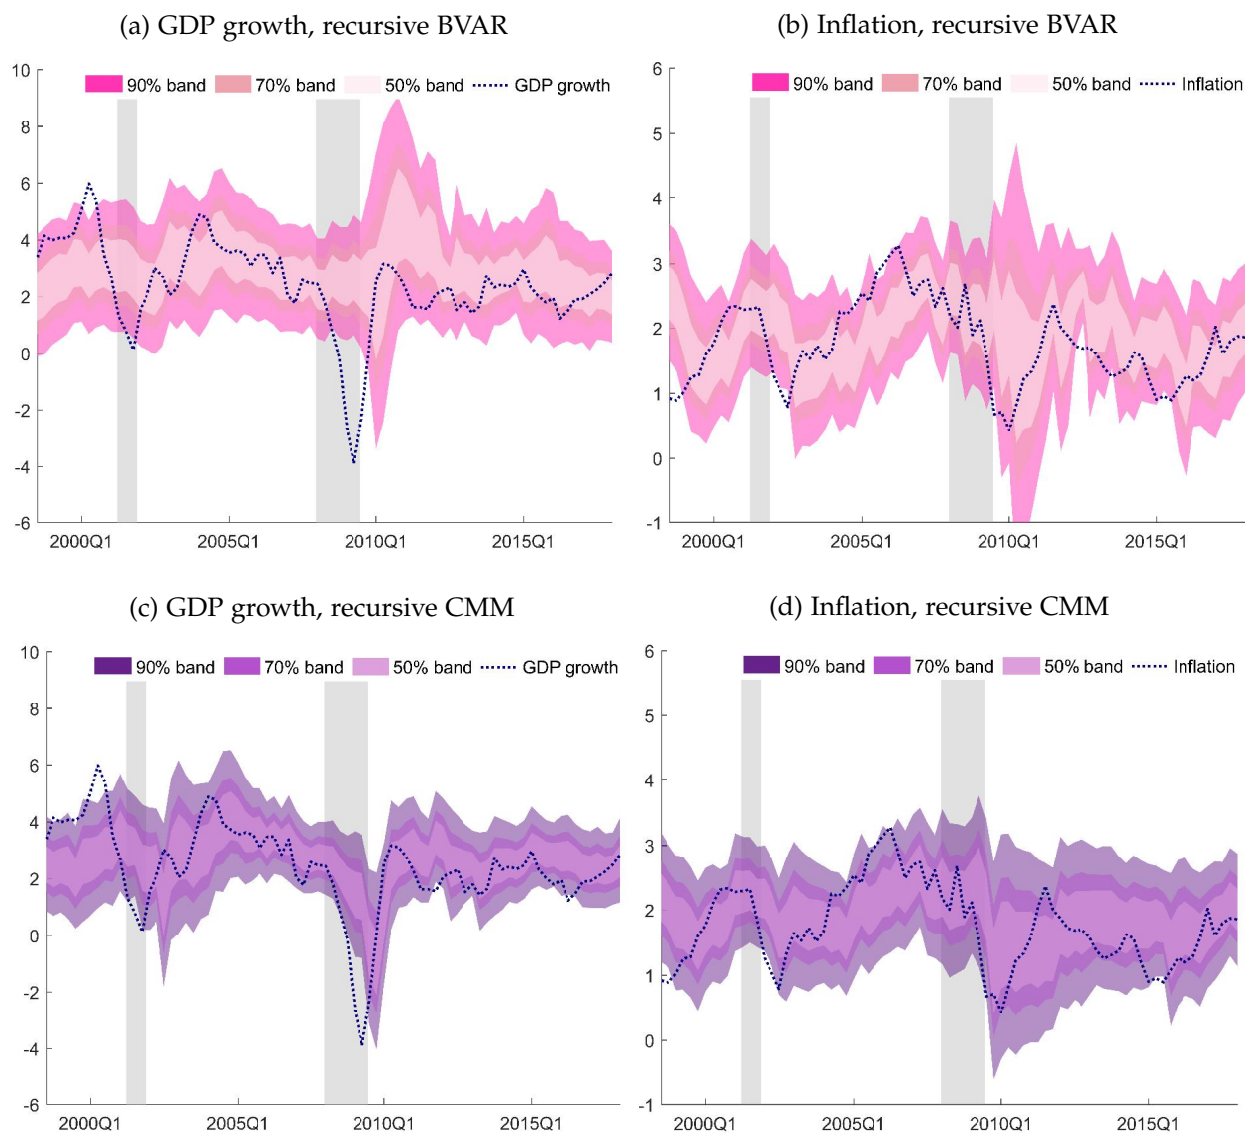 (a) GDP growth, recursive BVAR
10
90% band 70% band 50% band GDP growth
8
6
4
2
0
-2
-4
-6
2000Q1 2005Q1 2010Q1 2015Q1
(b) Inflation, recursive BVAR
6
90% band 70% band 50% band Inflation
5
4
3
2
1
0
-1
2000Q1 2005Q1 2010Q1 2015Q1
(c) GDP growth, recursive CMM
10
90% band 70% band 50% band GDP growth
8
6
4
2
0
-2
-4
-6
2000Q1 2005Q1 2010Q1 2015Q1
(d) Inflation, recursive CMM
6
90% band 70% band 50% band Inflation
5
4
3
2
1
0
-1
2000Q1 2005Q1 2010Q1 2015Q1